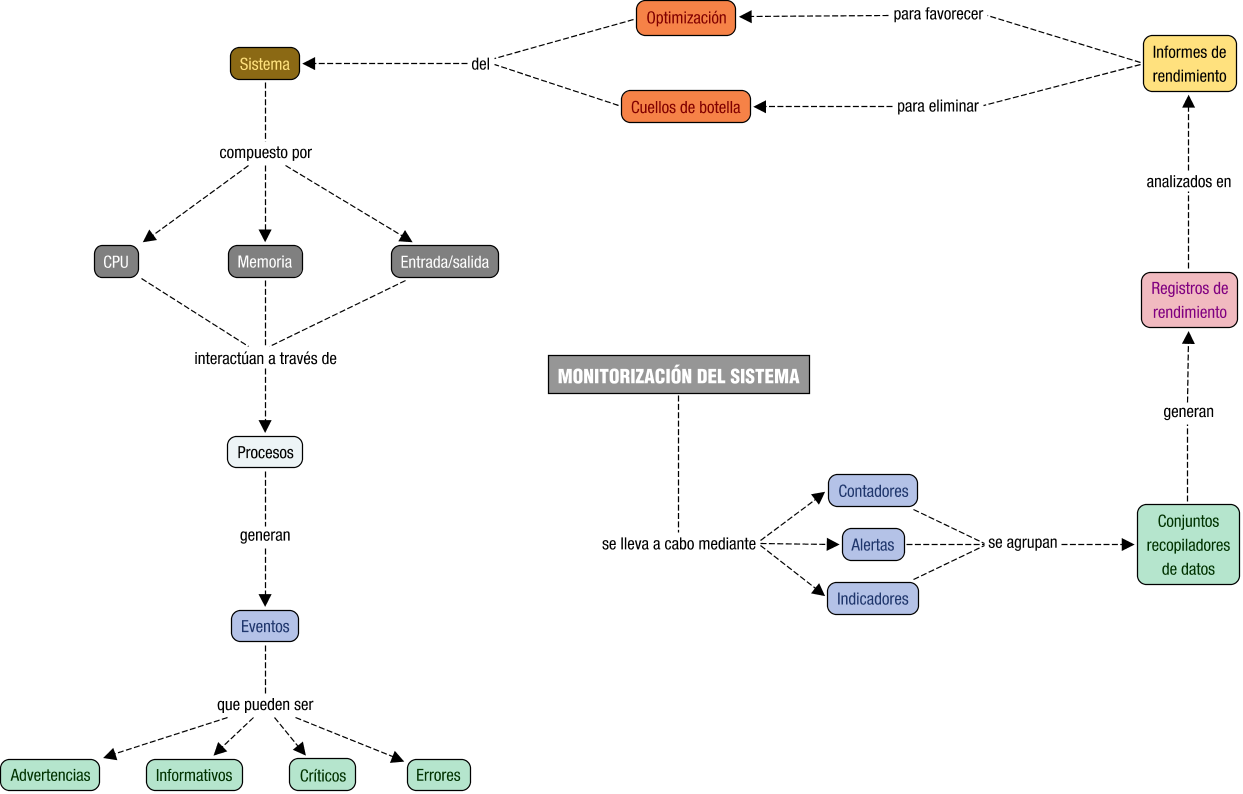 para favorecer
Optimización
Informes de
rendimiento
Sistema
del
Cuellos de botella
para eliminar
compuesto por
analizados en
CPU
Memoria
Entrada/salida
Registros de
rendimiento
interactúan a través de
MONITORIZACIÓN DEL SISTEMA
generan
Procesos
Contadores
Conjuntos
recopiladores
de datos
generan
se lleva a cabo mediante
Alertas
se agrupan
Indicadores
Eventos
que pueden ser
Advertencias
Informativos
Críticos
Errores